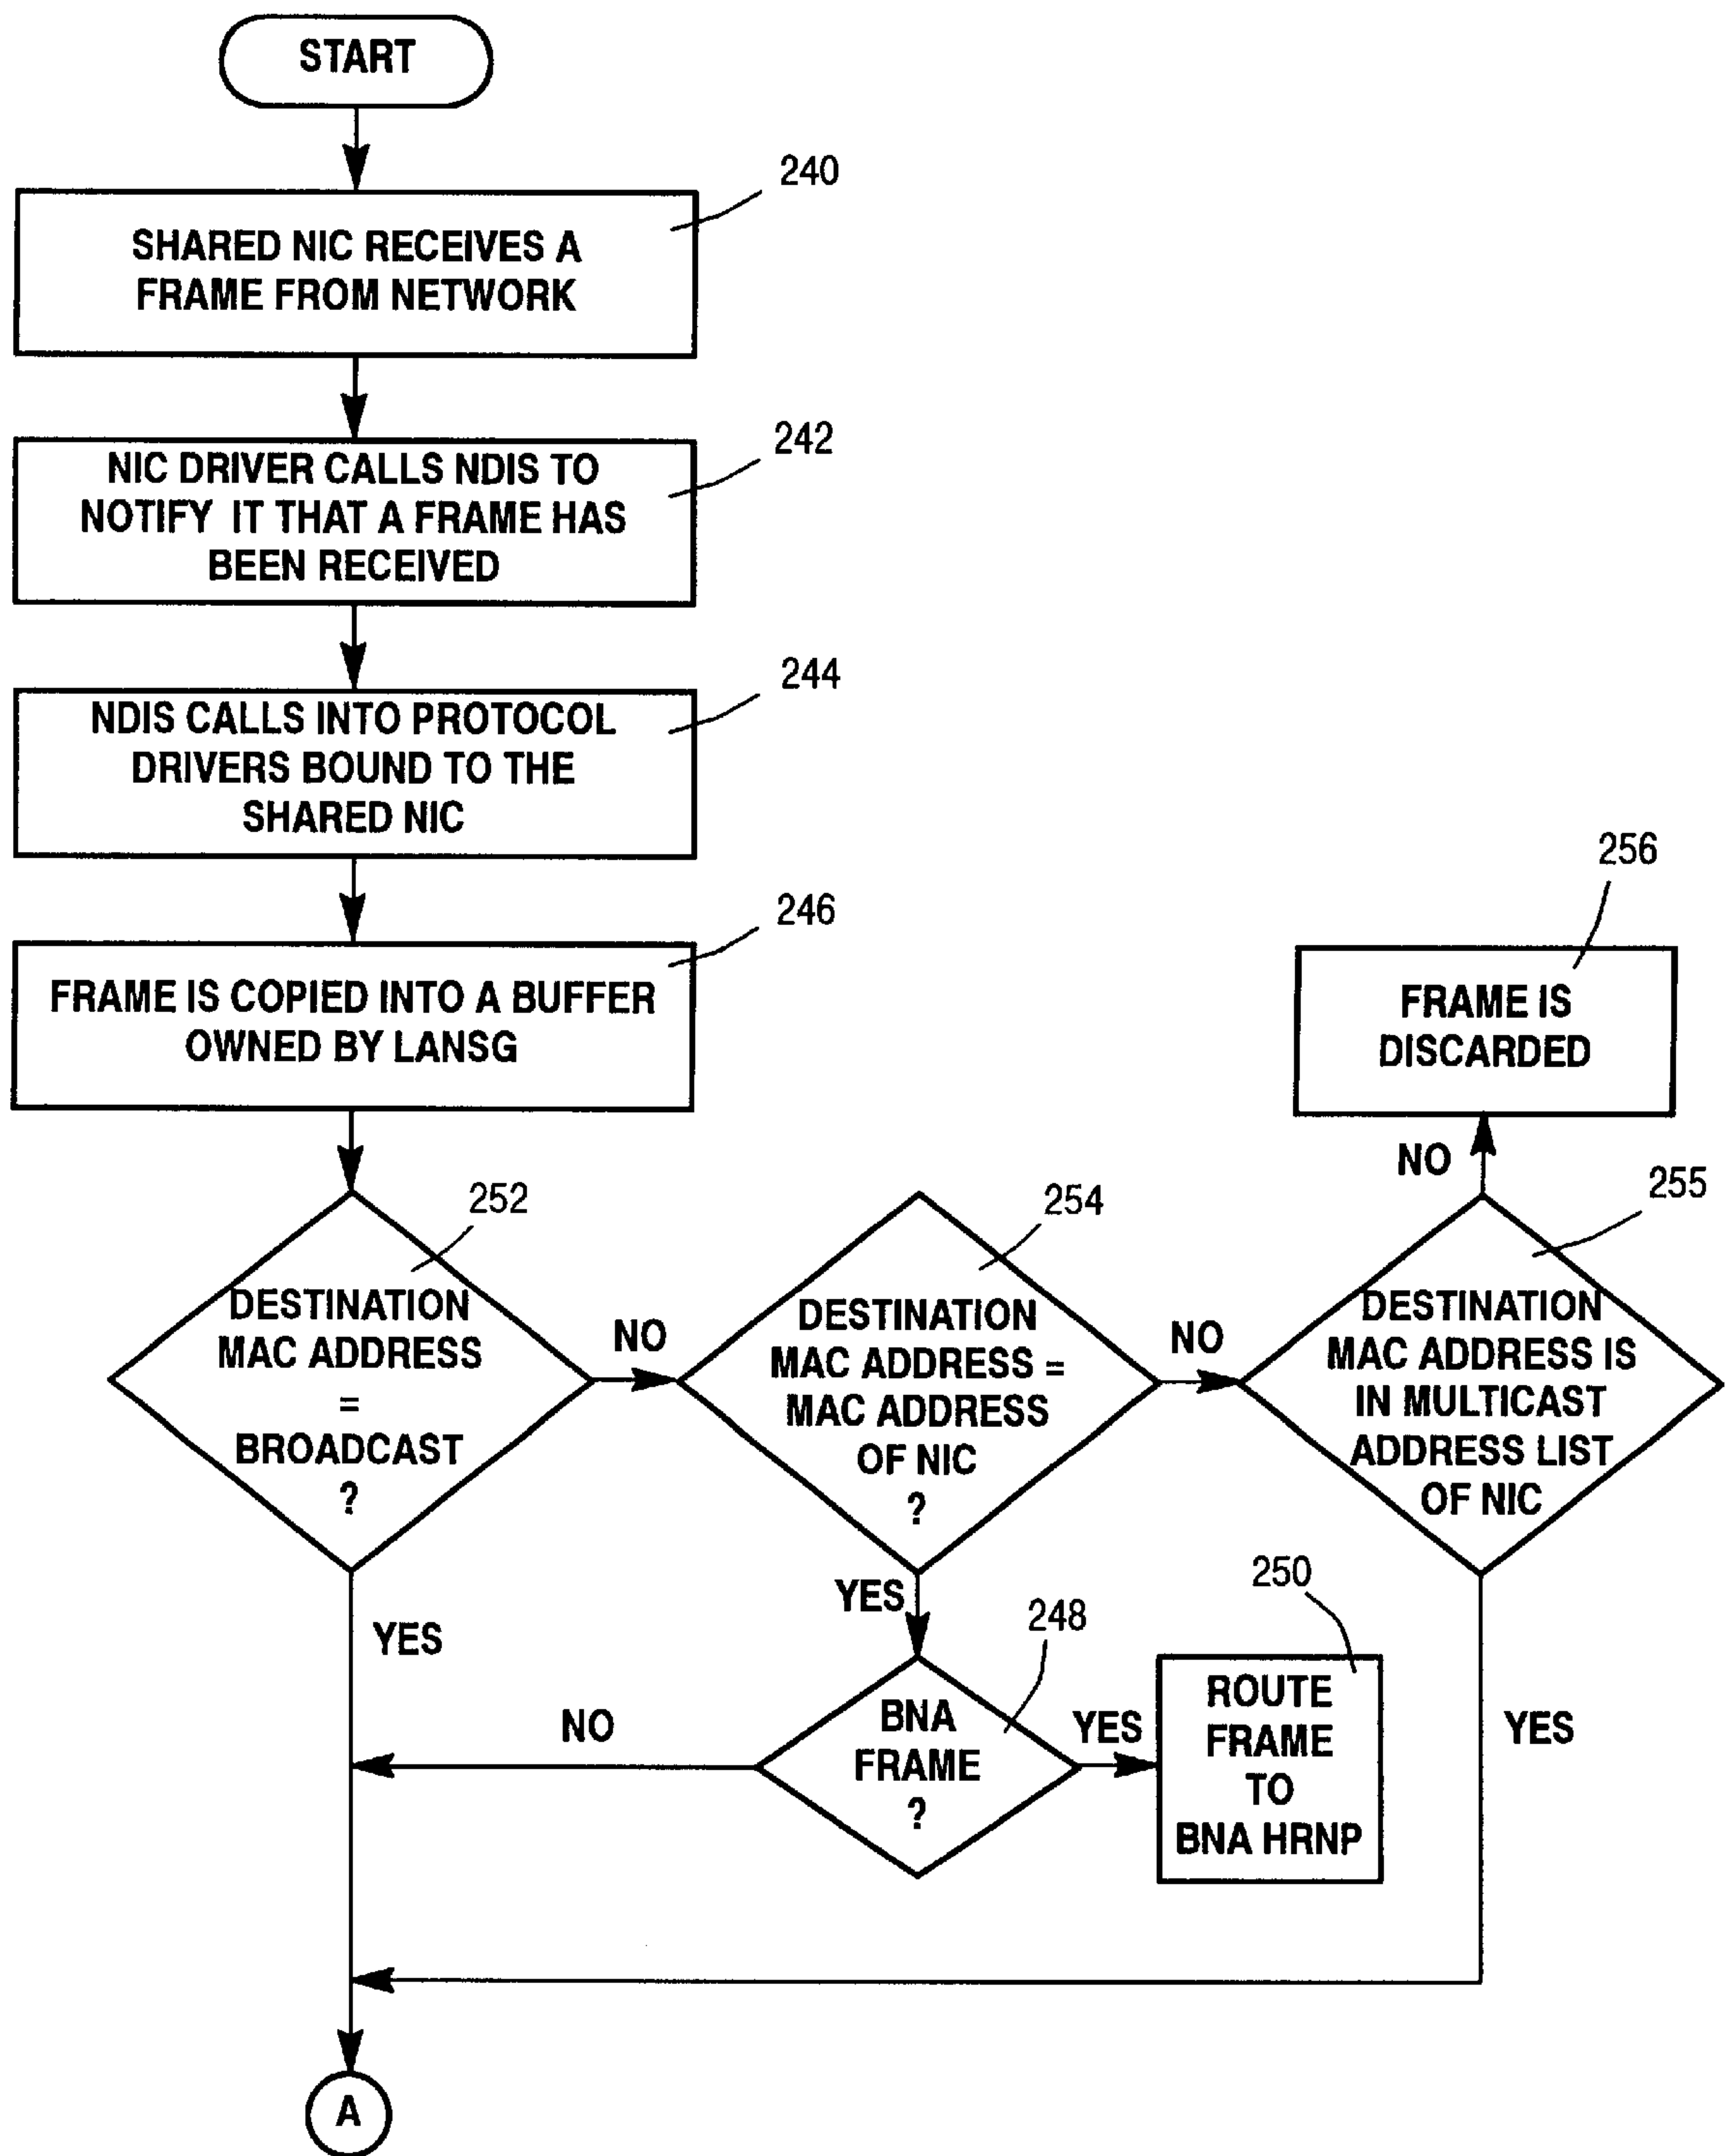 START
240
SHARED NIC RECEIVES A
FRAME FROM NETWORK
242
NIC DRIVER CALLS NDIS TO
NOTIFY IT THAT A FRAME HAS
BEEN RECEIVED
244
NDIS CALLS INTO PROTOCOL
DRIVERS BOUND TO THE
SHARED NIC
246
FRAME IS COPIED INTO A BUFFER
OWNED BY LANSG
256
FRAME IS
DISCARDED
NO
252
DESTINATION
MAC ADDRESS
=
BROADCAST
?
NO
254
DESTINATION
MAC ADDRESS =
MAC ADDRESS
OF NIC
?
NO
255
DESTINATION
MAC ADDRESS IS
IN MULTICAST
ADDRESS LIST
OF NIC
YES
YES
248
BNA
FRAME
?
NO
YES
250
ROUTE
FRAME
TO
BNA HRNP
YES
A